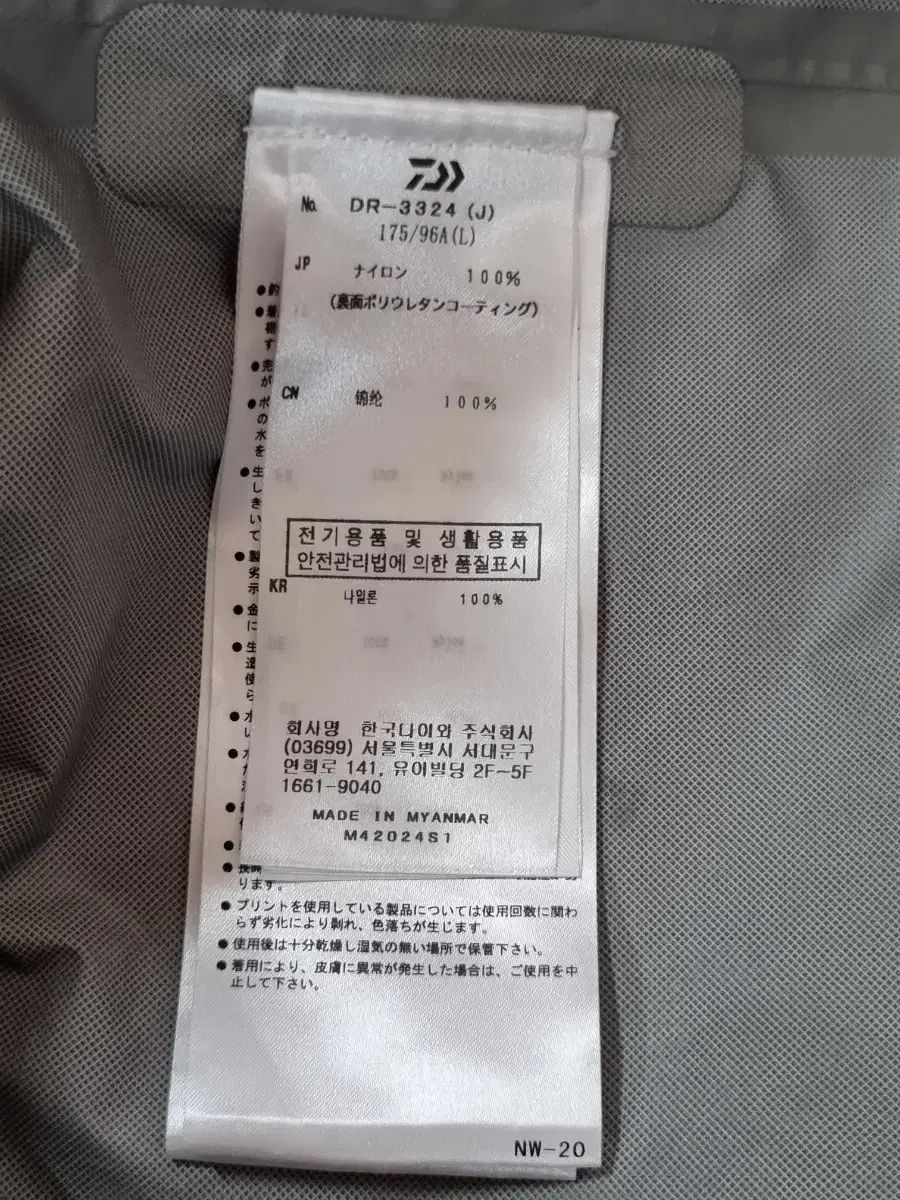 No. DR-3324 (J)
175/96A(L)
JP ナイロン 100%
(裏面ポリウレタンコーティング)
CN 锦纶 100%
전기용품 및 생활용품
안전관리법에 의한 품질표시
KR 나일론 100%
회사명 한국다이와 주식회사
(03699) 서울특별시 서대문구
연희로 141, 유어빌딩 2F~5F
1661-9040
MADE IN MYANMAR
M42024S1
ります。
●プリントを使用している製品については使用回数に関わ
らず劣化により剥れ、色落ちが生じます。
●使用後は十分乾燥し湿気の無い場所で保管下さい。
●着用により、皮膚に異常が発生した場合は、ご使用を中
止して下さい。
NW-20